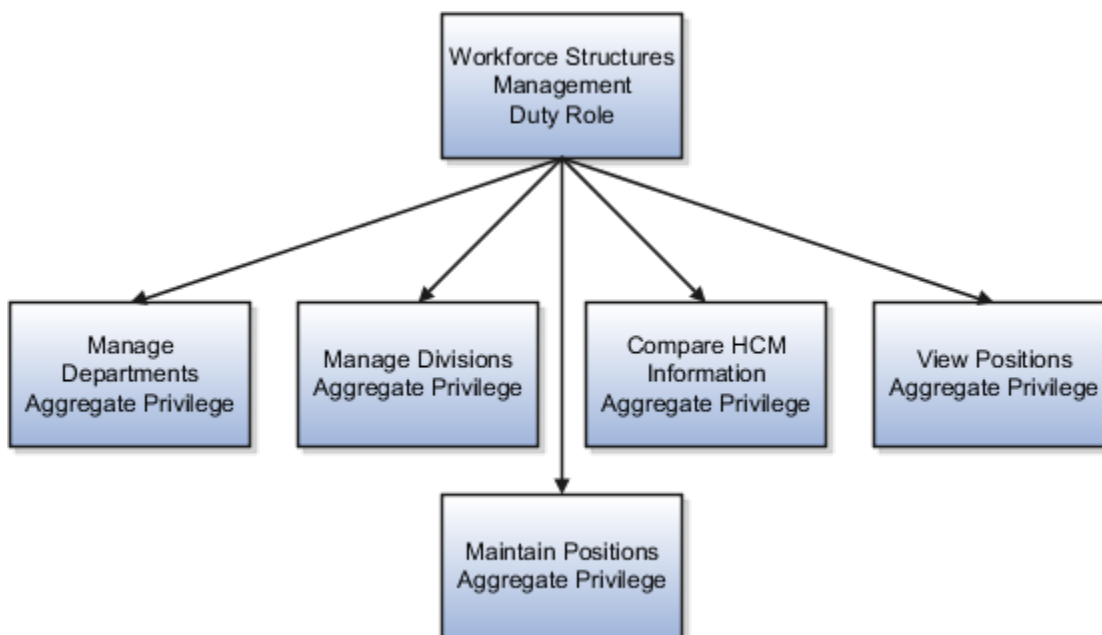 Workforce Structures
Management
Duty Role
Manage
Departments
Aggregate Privilege
Manage Divisions
Aggregate Privilege
Compare HCM
Information
Aggregate Privilege
View Positions
Aggregate Privilege
Maintain Positions
Aggregate Privilege